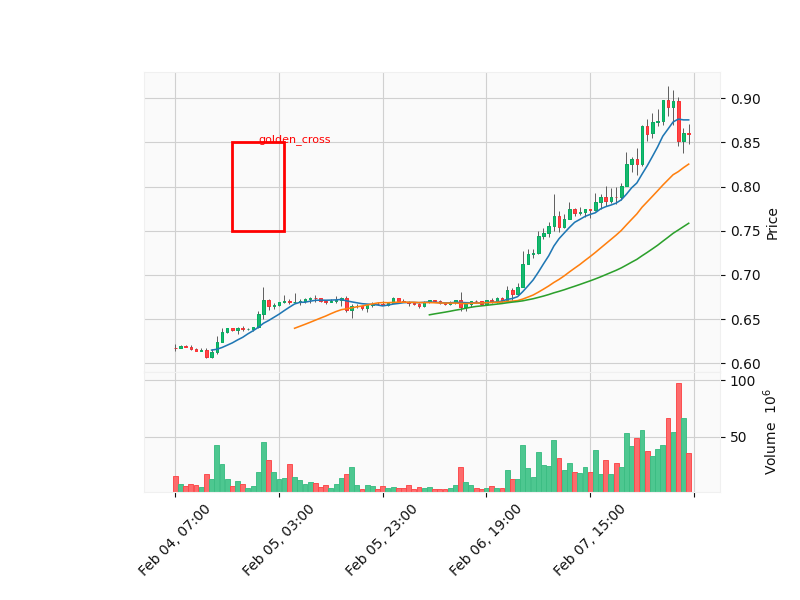 golden_cross
0.90
0.85
0.80
0.75
0.70
0.65
0.60
Price
100
50
Volume 10^6
Feb 04, 07:00
Feb 05, 03:00
Feb 05, 23:00
Feb 06, 19:00
Feb 07, 15:00